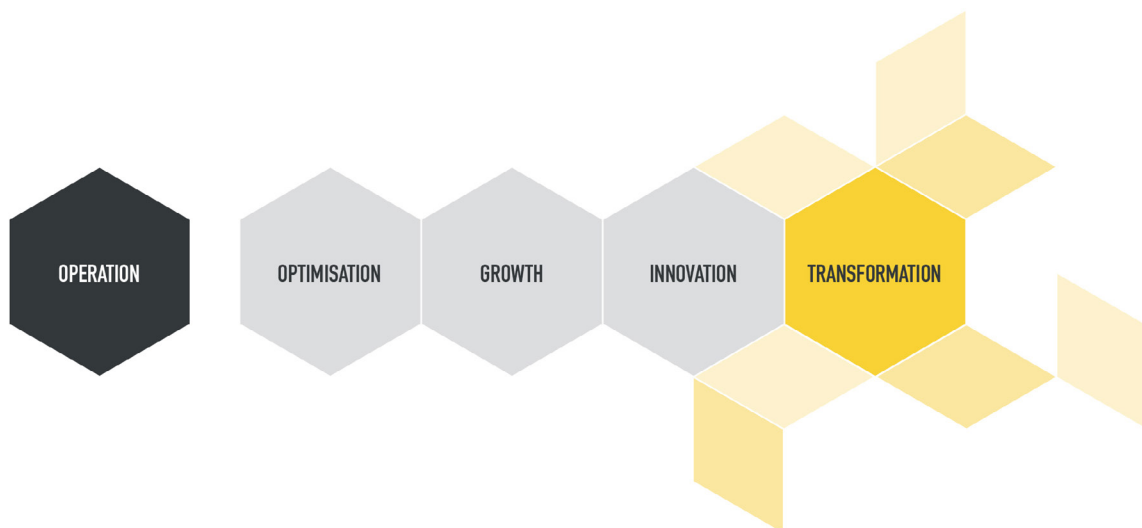 OPERATION
OPTIMISATION
GROWTH
INNOVATION
TRANSFORMATION